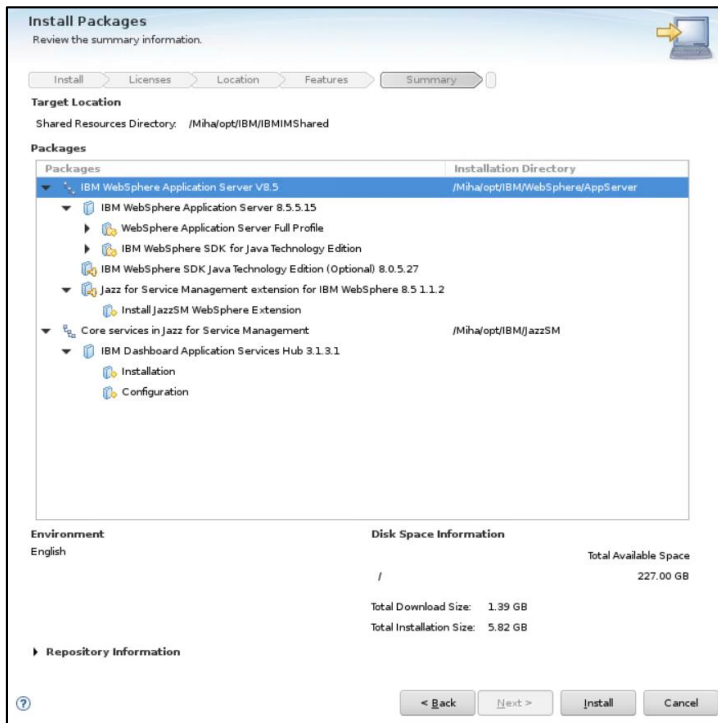 Install Packages
Review the summary information.
Install Licenses Location Features Summary
Target Location
Shared Resources Directory: /Miha/opt/IBM/IBMIMShared
Packages
Packages Installation Directory
IBM WebSphere Application Server V8.5 /Miha/opt/IBM/WebSphere/AppServer
IBM WebSphere Application Server 8.5.5.15
WebSphere Application Server Full Profile
IBM WebSphere SDK for Java Technology Edition
IBM WebSphere SDK Java Technology Edition (Optional) 8.0.5.27
Jazz for Service Management extension for IBM WebSphere 8.5 1.1.2
Install JazzSM WebSphere Extension
Core services in Jazz for Service Management /Miha/opt/IBM/JazzSM
IBM Dashboard Application Services Hub 3.1.3.1
Installation
Configuration
Environment Disk Space Information
English Total Available Space
/ 227.00 GB
Total Download Size: 1.39 GB
Total Installation Size: 5.82 GB
Repository Information
? < Back Next > Install Cancel